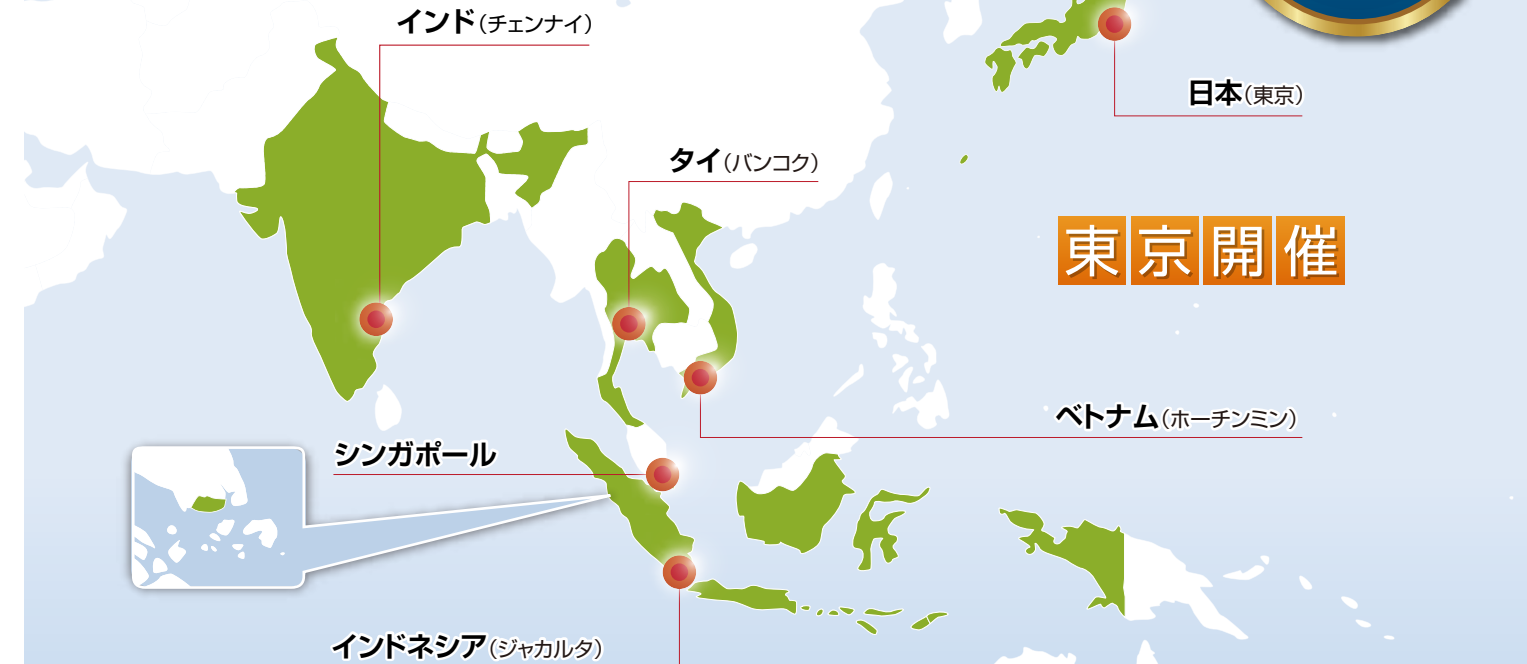 インド(チェンナイ)
日本(東京)
タイ(バンコク)
東京開催
ベトナム(ホーチンミン)
シンガポール
インドネシア(ジャカルタ)